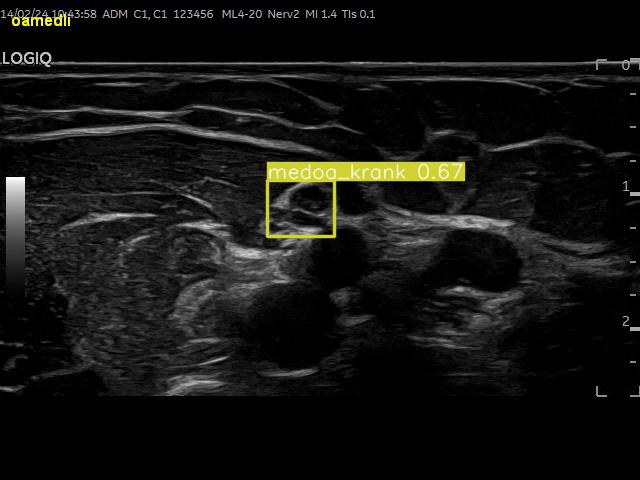 14/02/24 10:43:58 ADM C1, C1 123456 ML4-20 Nerv2 MI 1.4 TIs 0.1
oamedli
LOGIQ
0
medoa_krank 0.67
1
2